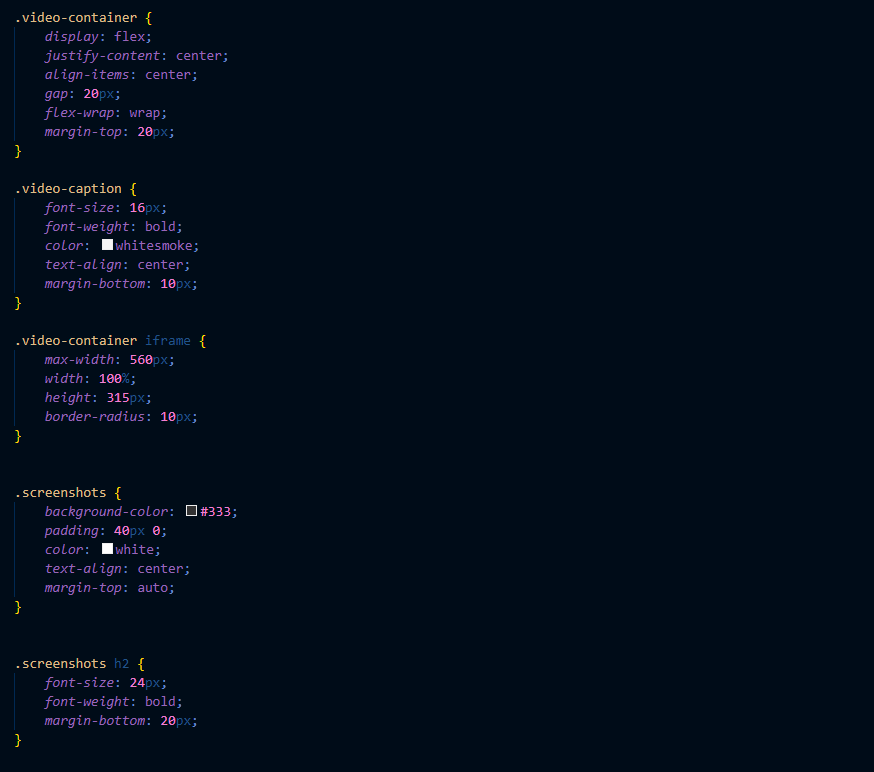 .video-container {
    display: flex;
    justify-content: center;
    align-items: center;
    gap: 20px;
    flex-wrap: wrap;
    margin-top: 20px;
}

.video-caption {
    font-size: 16px;
    font-weight: bold;
    color: whitesmoke;
    text-align: center;
    margin-bottom: 10px;
}

.video-container iframe {
    max-width: 560px;
    width: 100%;
    height: 315px;
    border-radius: 10px;
}

.screenshots {
    background-color: #333;
    padding: 40px 0;
    color: white;
    text-align: center;
    margin-top: auto;
}

.screenshots h2 {
    font-size: 24px;
    font-weight: bold;
    margin-bottom: 20px;
}